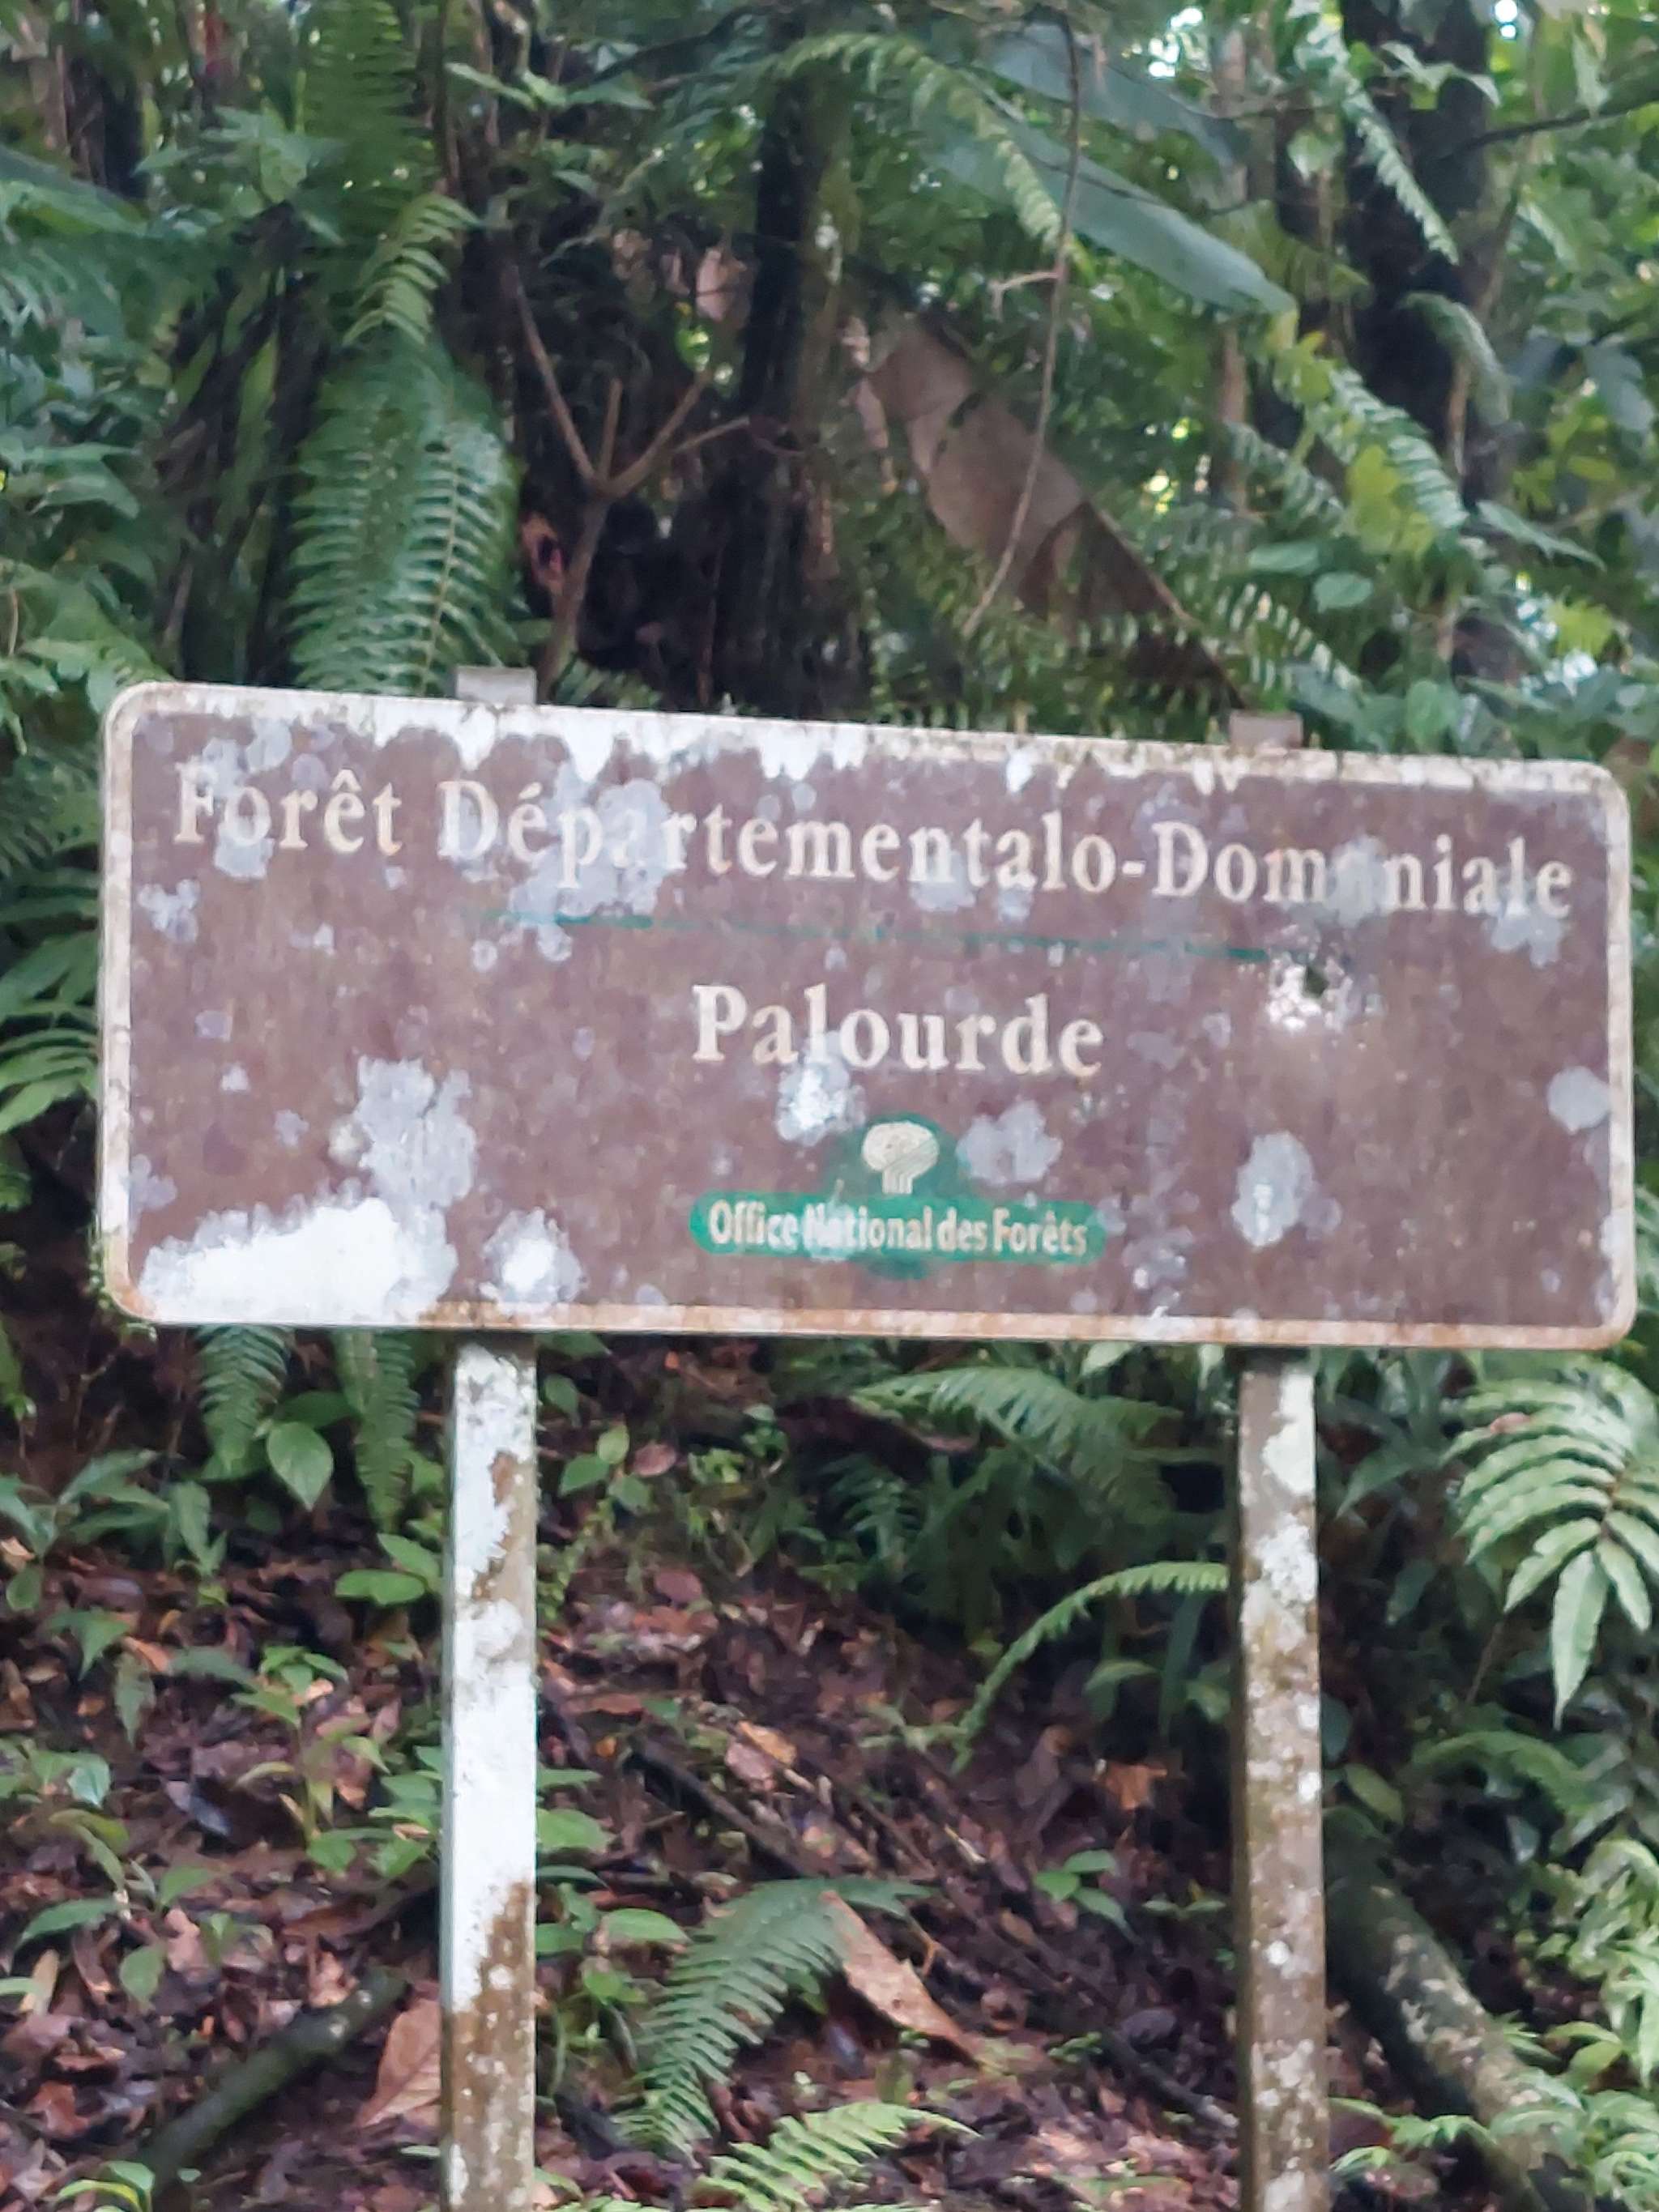 Forêt Départementalo-Domaniale
Palourde
Office National des Forêts